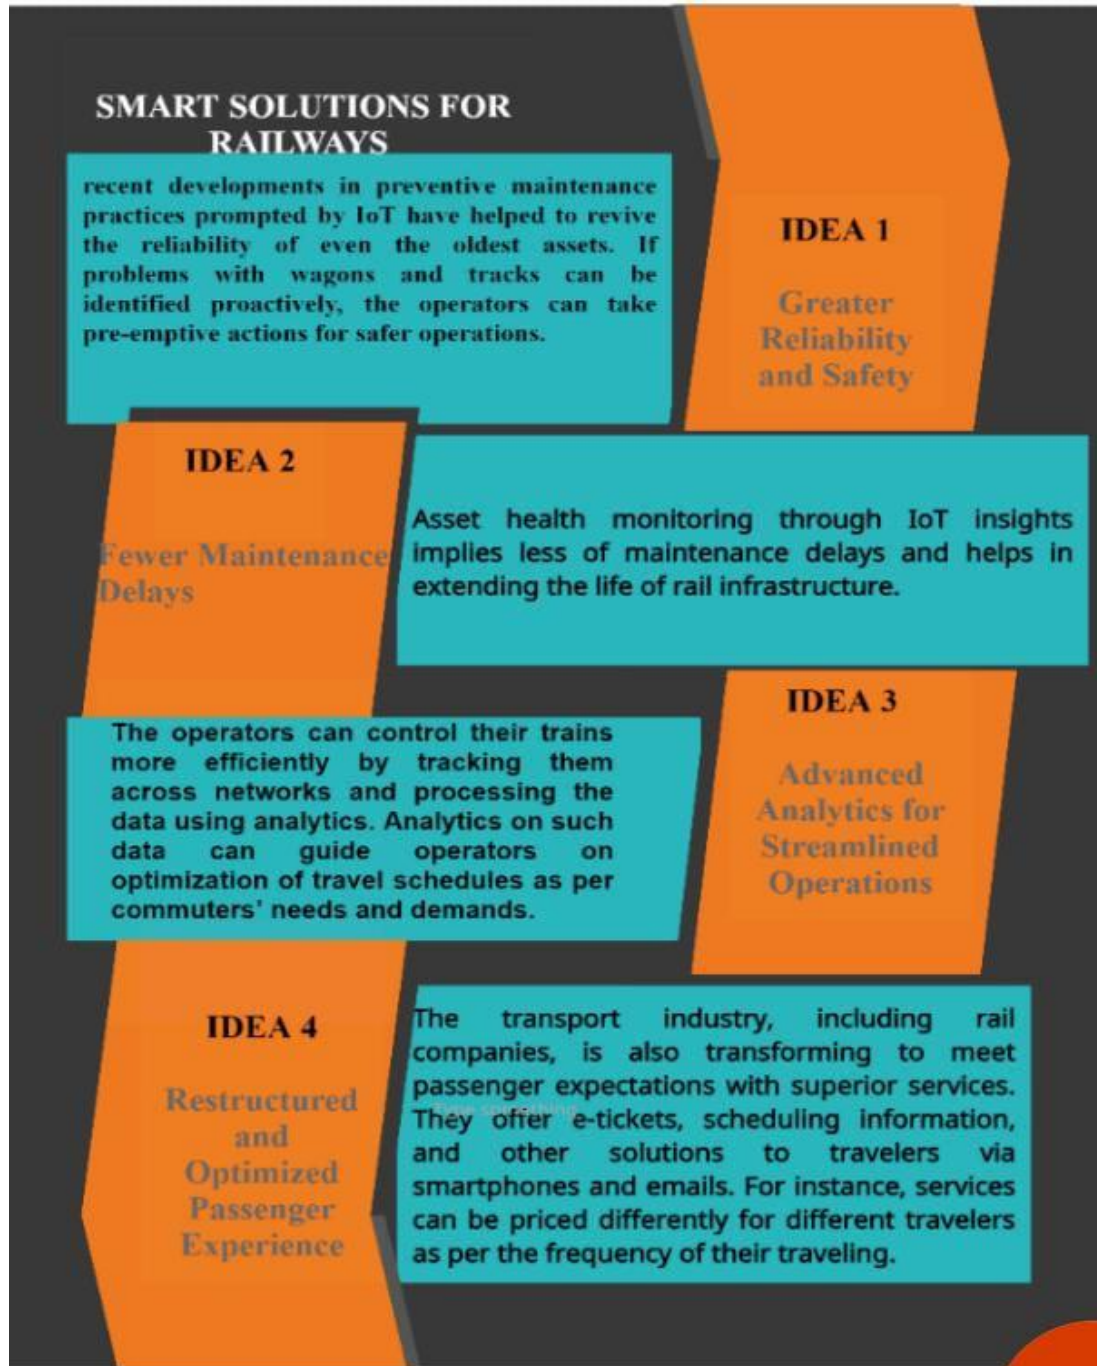 SMART SOLUTIONS FOR
RAILWAYS
recent developments in preventive maintenance
practices prompted by IoT have helped to revive
the reliability of even the oldest assets. If
problems with wagons and tracks can be
identified proactively, the operators can take
pre-emptive actions for safer operations.
IDEA 1
Greater
Reliability
and Safety
IDEA 2
Fewer Maintenance
Delays
Asset health monitoring through IoT insights
implies less of maintenance delays and helps in
extending the life of rail infrastructure.
The operators can control their trains
more efficiently by tracking them
across networks and processing the
data using analytics. Analytics on such
data can guide operators on
optimization of travel schedules as per
commuters' needs and demands.
IDEA 3
Advanced
Analytics for
Streamlined
Operations
IDEA 4
Restructured
and
Optimized
Passenger
Experience
The transport industry, including rail
companies, is also transforming to meet
passenger expectations with superior services.
They offer e-tickets, scheduling information,
and other solutions to travelers via
smartphones and emails. For instance, services
can be priced differently for different travelers
as per the frequency of their traveling.